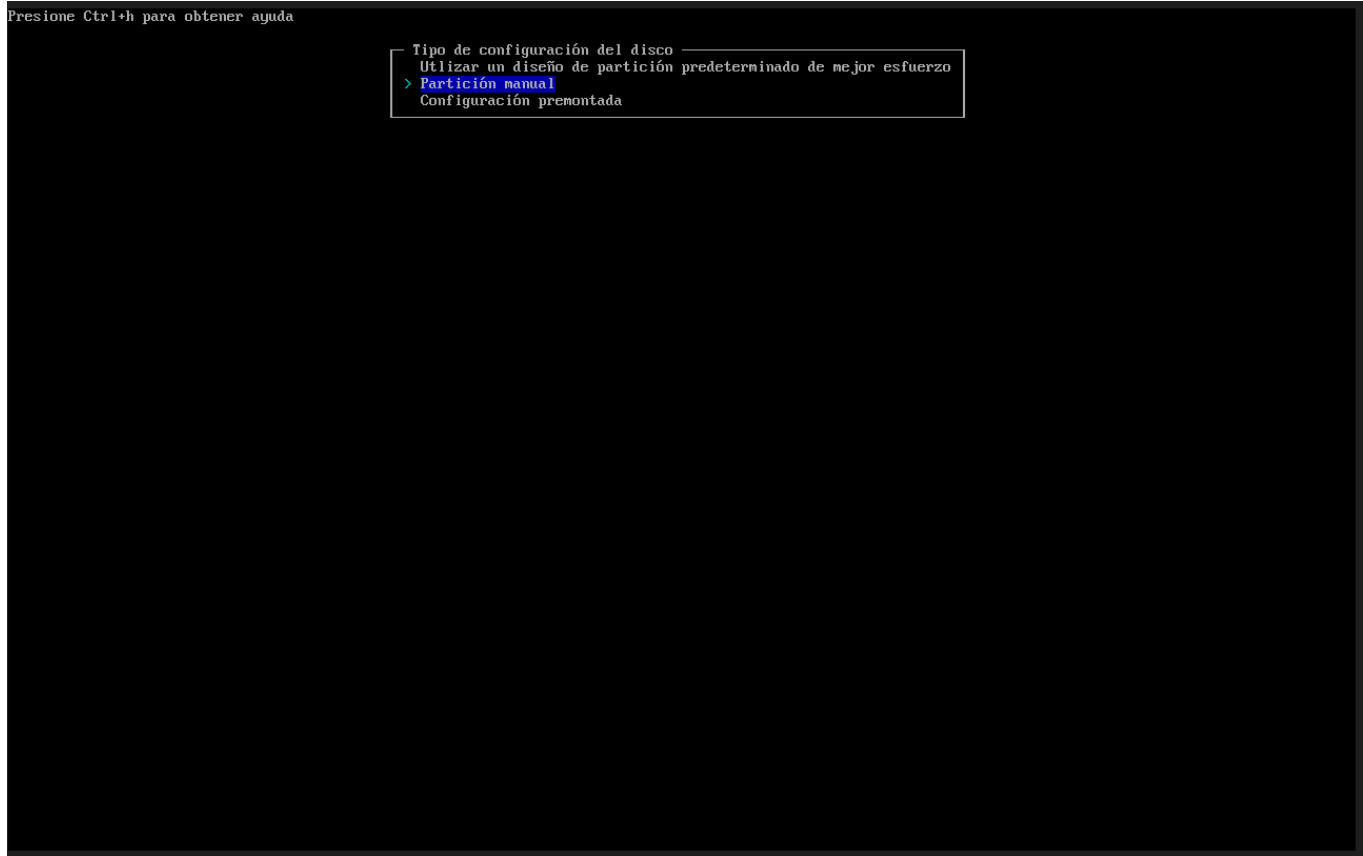 Presione Ctrl+h para obtener ayuda
Tipo de configuración del disco
Utlizar un diseño de partición predeterminado de mejor esfuerzo
> Partición manual
Configuración premontada